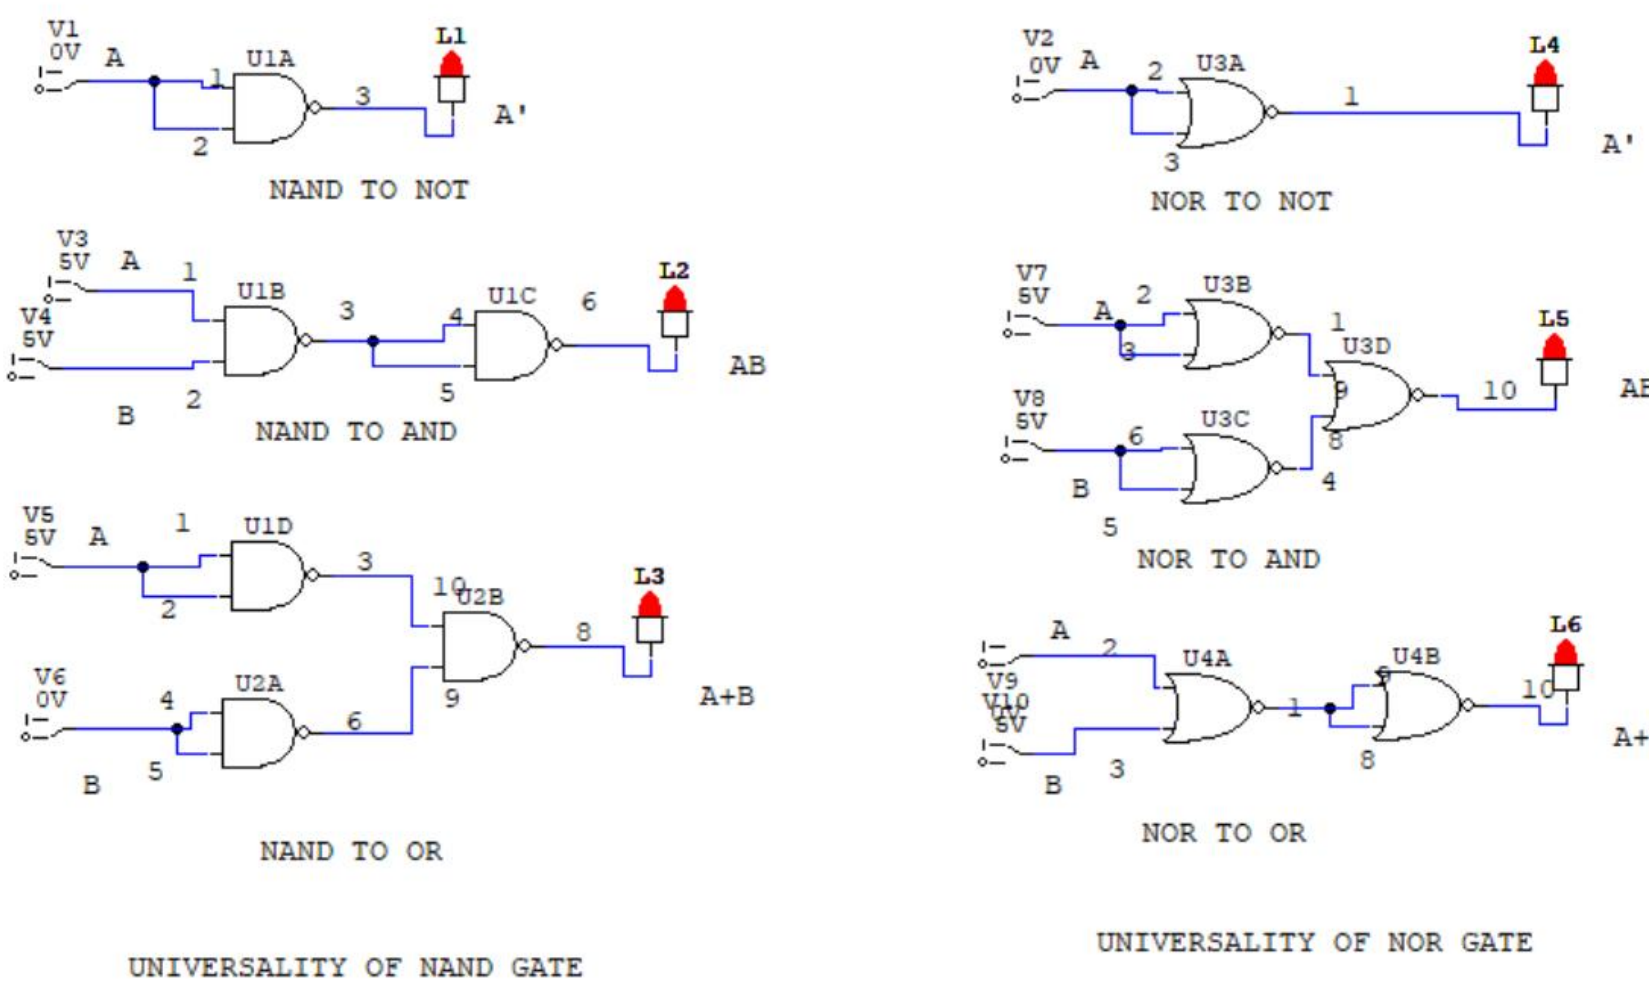 V1
0V
A
U1A
1
2
3
L1
A'
NAND TO NOT
V3
5V
A
1
V4
5V
B
2
U1B
3
4
5
U1C
6
L2
AB
NAND TO AND
V5
5V
A
1
2
U1D
3
V6
0V
B
4
5
U2A
6
10
9
U2B
8
L3
A+B
NAND TO OR
UNIVERSALITY OF NAND GATE
V2
0V
A
2
3
U3A
1
L4
A'
NOR TO NOT
V7
5V
A
2
3
U3B
1
V8
5V
B
6
5
U3C
4
9
8
U3D
10
L5
NOR TO AND
A
2
V9
0V
V10
5V
B
3
U4A
1
9
8
U4B
10
L6
A+
NOR TO OR
UNIVERSALITY OF NOR GATE